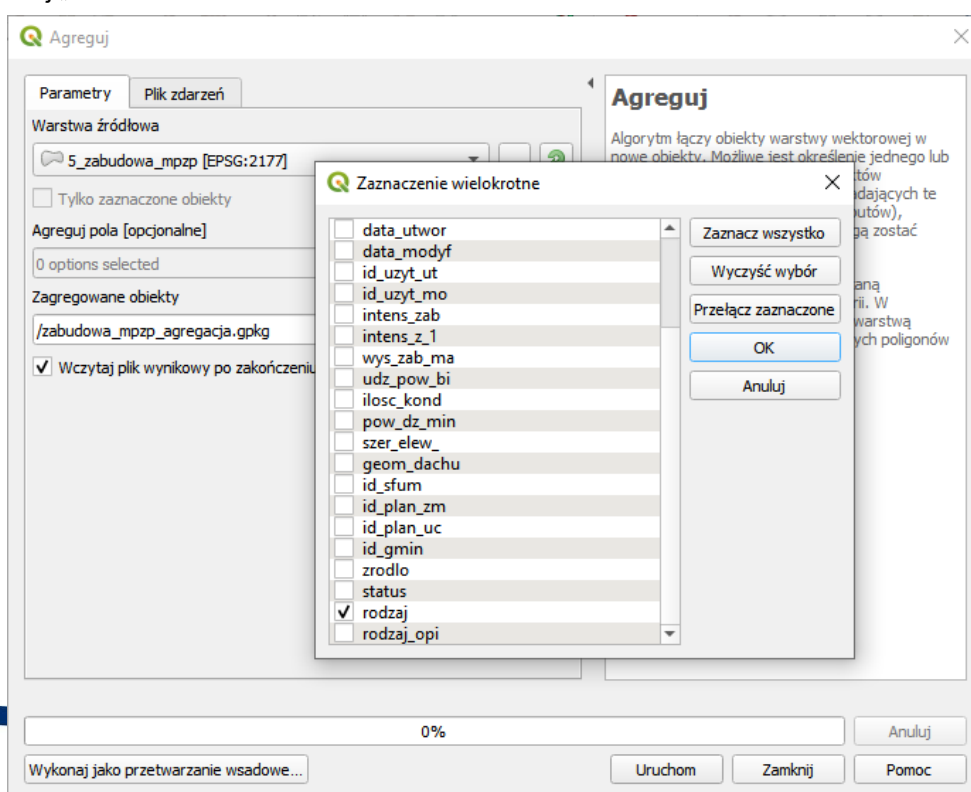 Agreguj
Parametry
Plik zdarzeń
Warstwa źródłowa
5_zabudowa_mpzp [EPSG:2177]
Tylko zaznaczone obiekty
Agreguj pola [opcjonalne]
0 options selected
Zagregowane obiekty
/zabudowa_mpzp_agregacja.gpkg
Wczytaj plik wynikowy po zakończeniu
Agreguj
Algorytm łączy obiekty warstwy wektorowej w
nowe obiekty. Możliwe jest określenie jednego lub
Zaznaczenie wielokrotne
data_utwor
data_modyf
id_uzyt_ut
id_uzyt_mo
intens_zab
intens_z_1
wys_zab_ma
udz_pow_bi
ilosc_kond
pow_dz_min
szer_elew_
geom_dachu
id_sfum
id_plan_zm
id_plan_uc
id_gmin
zrodlo
status
rodzaj
rodzaj_opi
Zaznacz wszystko
Wyczyść wybór
Przełącz zaznaczone
OK
Anuluj
zostać
W
warstwą
poligonów
0%
Anuluj
Wykonaj jako przetwarzanie wsadowe...
Uruchom
Zamknij
Pomoc